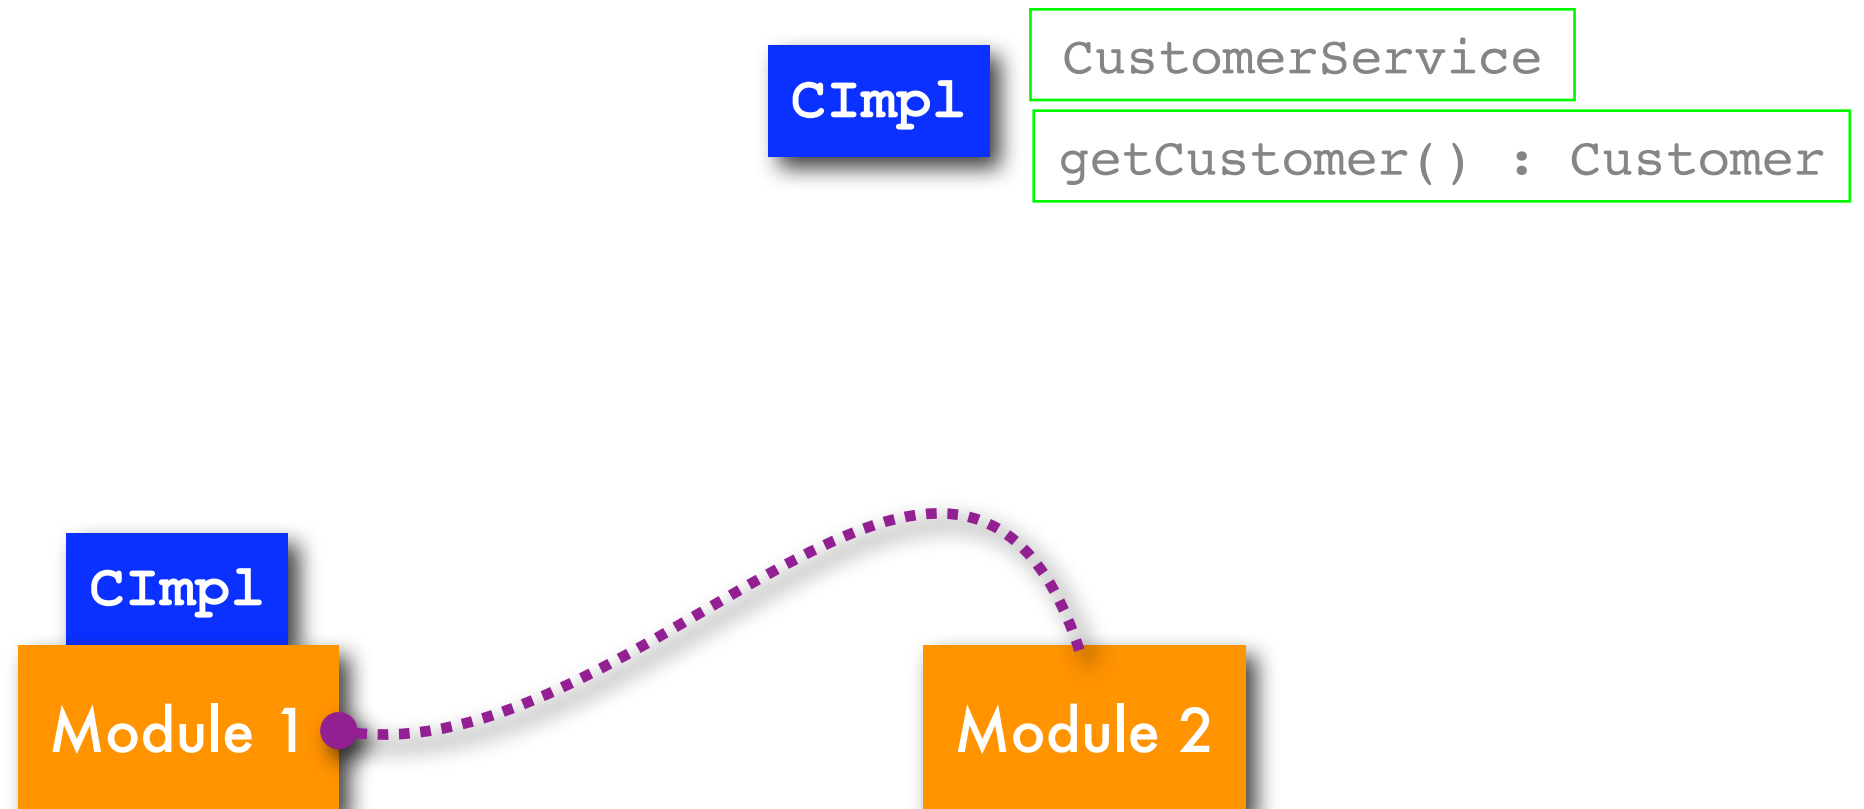 CImpl
CustomerService
getCustomer() : Customer
CImpl
Module 1
Module 2